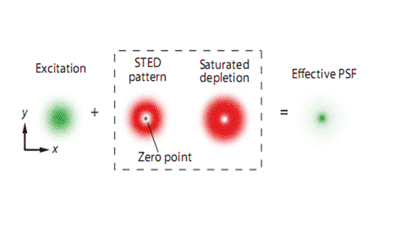 Excitation
STED
pattern
Saturated
depletion
Effective PSF
y
+
=
x
Zero point